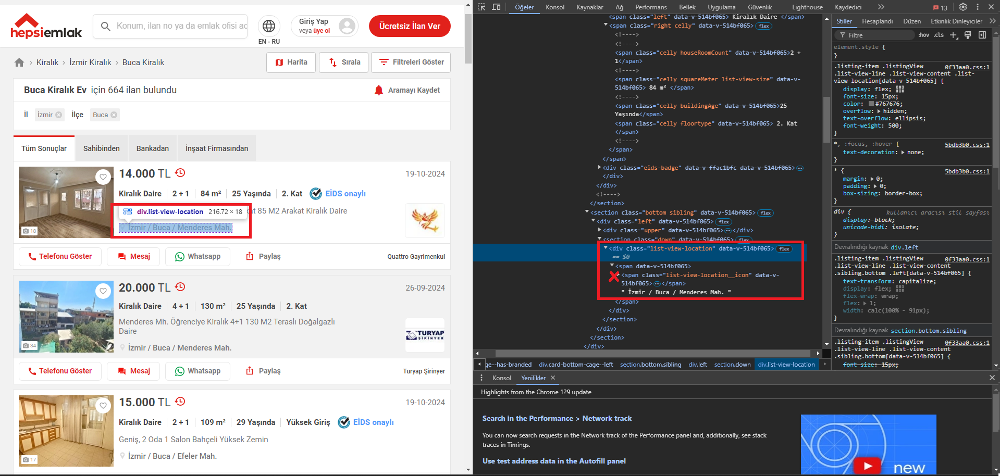 hepsiemlak
Konum, ilan no ya da emlak ofisi ac
EN - RU
Giriş Yap
veya üye ol
Ücretsiz İlan Ver
Kiralık
İzmir Kiralık
Buca Kiralık
Harita
Sırala
Filtreleri Göster
Buca Kiralık Ev için 664 ilan bulundu
Aramayı Kaydet
İl
İzmir
İlçe
Buca
Tüm Sonuçlar
Sahibinden
Bankadan
İnşaat Firmasından
14.000 TL
19-10-2024
Kiralık Daire 2 + 1 84 m² 25 Yaşında 2. Kat EİDS onaylı
div.list-view-location 216.72 × 18
at 85 M2 Arakat Kiralık Daire
İzmir / Buca / Menderes Mah.
18
Telefonu Göster
Mesaj
Whatsapp
Paylaş
Quattro Gayrimenkul
20.000 TL
26-09-2024
Kiralık Daire 4 + 1 130 m² 25 Yaşında 2. Kat
Menderes Mh. Öğrenciye Kiralık 4+1 130 M2 Teraslı Doğalgazlı
Daire
İzmir / Buca / Menderes Mah.
34
TURYAP
ŞİRİNYER
Telefonu Göster
Mesaj
Whatsapp
Paylaş
Turyap Şirinyer
15.000 TL
19-10-2024
Kiralık Daire 2 + 1 109 m² 29 Yaşında Yüksek Giriş EİDS onaylı
Geniş, 2 Oda 1 Salon Bahçeli Yüksek Zemin
İzmir / Buca / Efeler Mah.
17
Öğeler
Konsol
Kaynaklar
Ağ
Performans
Bellek
Uygulama
Güvenlik
Lighthouse
Kaydedici
13
<span class="left" data-v-514bf065> Kiralık Daire </span>
<span class="right celly" data-v-514bf065> flex
<!---->
<!---->
<span class="celly houseRoomCount" data-v-514bf065>2 +
1</span>
<!---->
<span class="celly squareMeter list-view-size" data-v-
514bf065> 84 m² </span>
<!---->
<span class="celly buildingAge" data-v-514bf065>25
Yaşında</span>
<span class="celly floortype" data-v-514bf065> 2. Kat
</span>
<!---->
</span>
</span>
<div class="eids-badge" data-v-ffac1bfc data-v-514bf065>
</div>
</div>
<!---->
</section>
<section class="bottom sibling" data-v-514bf065> flex
<div class="left" data-v-514bf065> flex
<div class="upper" data-v-514bf065> </div>
<section class="down" data-v-514bf065> flex
<div class="list-view-location" data-v-514bf065> flex
== $0
<span data-v-514bf065>
<span class="list-view-location__icon" data-v-
514bf065> </span>
" İzmir / Buca / Menderes Mah. "
</span>
</div>
</section>
</div>
</section>
</div>
ge--has-branded
div.card-bottom-cage--left
section.bottom.sibling
div.left
section.down
div.list-view-location
Stiller
Hesaplandı
Düzen
Etkinlik Dinleyiciler
Filtre
:hov
.cls
element.style {
}
.listing-item .listingView 0f33aa0.css:1
.list-view-line .list-view-content .list-
view-location[data-v-514bf065] {
display: flex;
font-size: 15px;
color: #767676;
overflow: hidden;
text-overflow: ellipsis;
font-weight: 500;
}
*, :focus, :hover { 5bdb3b0.css:1
text-decoration: none;
}
* { 5bdb3b0.css:1
margin: 0;
padding: 0;
box-sizing: border-box;
}
div { kullanıcı aracısı stil sayfası
display: block;
unicode-bidi: isolate;
}
Devralındığı kaynak div.left
.listing-item .listingView 0f33aa0.css:1
.list-view-line .list-view-content
.sibling.bottom .left[data-v-514bf065] {
text-transform: capitalize;
display: flex;
flex-wrap: wrap;
flex: 1;
width: calc(100% - 91px);
}
Devralındığı kaynak section.bottom.sibling
.listing-item .listingView 0f33aa0.css:1
.list-view-line .list-view-content
.sibling.bottom[data-v-514bf065] {
font-size: 15px;
Konsol
Yenilikler
Highlights from the Chrome 129 update
Search in the Performance > Network track
You can now search requests in the Network track of the Performance panel and, additionally, see stack
traces in Timings.
Use test address data in the Autofill panel
new